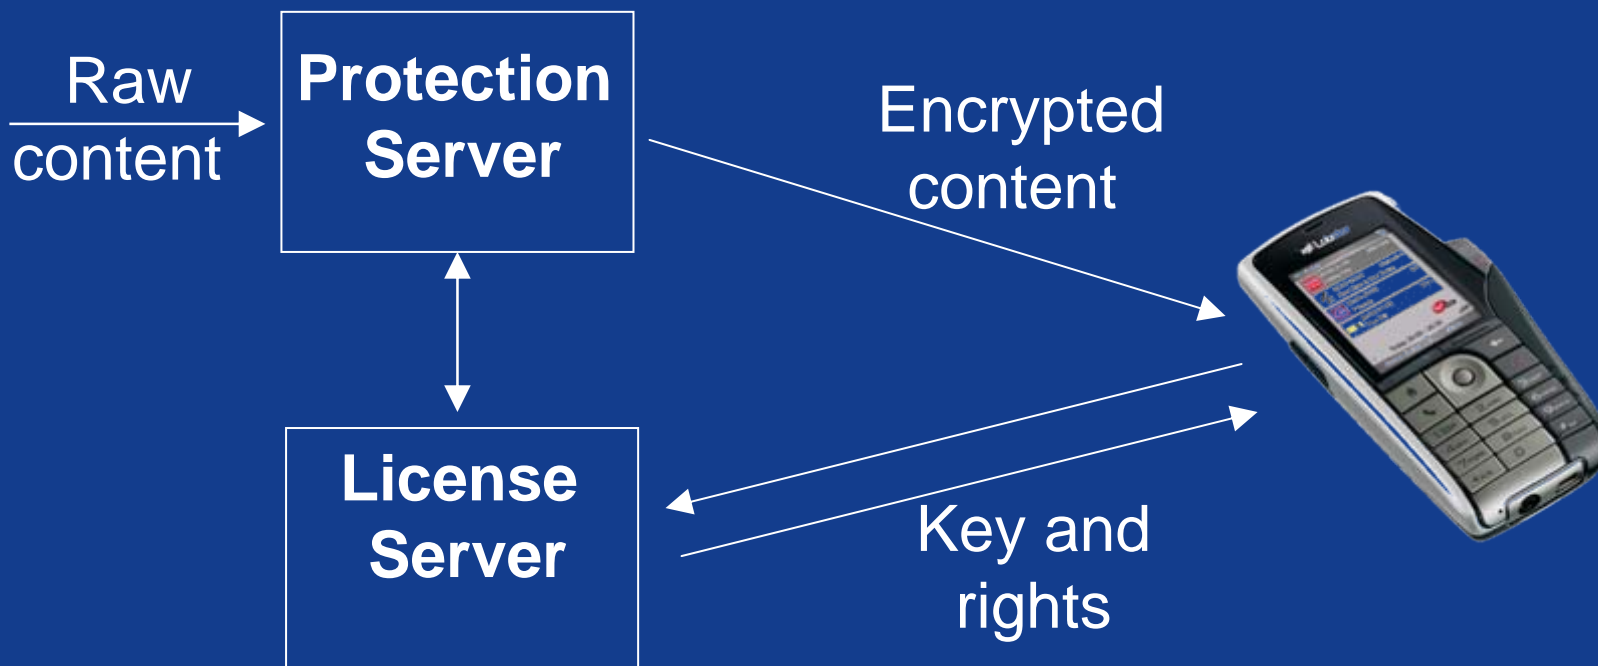 Raw
content
Protection
Server
Encrypted
content
License
Server
Key and
rights